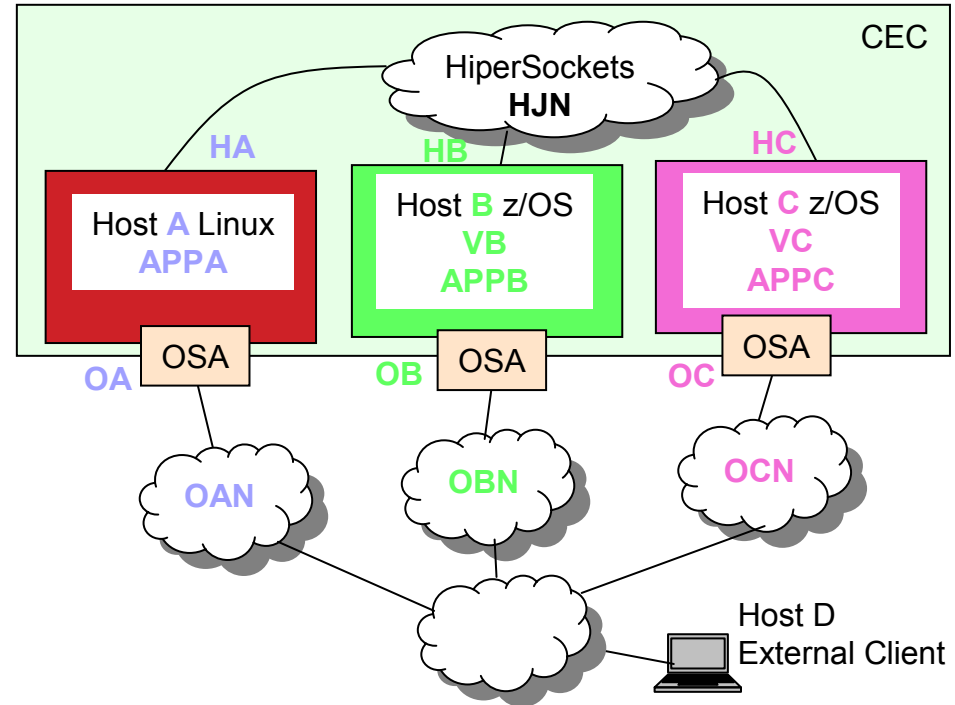 CEC
HiperSockets
HJN
HA
HB
HC
Host A Linux
APPA
Host B z/OS
VB
APPB
Host C z/OS
VC
APPC
OSA
OSA
OSA
OA
OB
OC
OAN
OBN
OCN
Host D
External Client